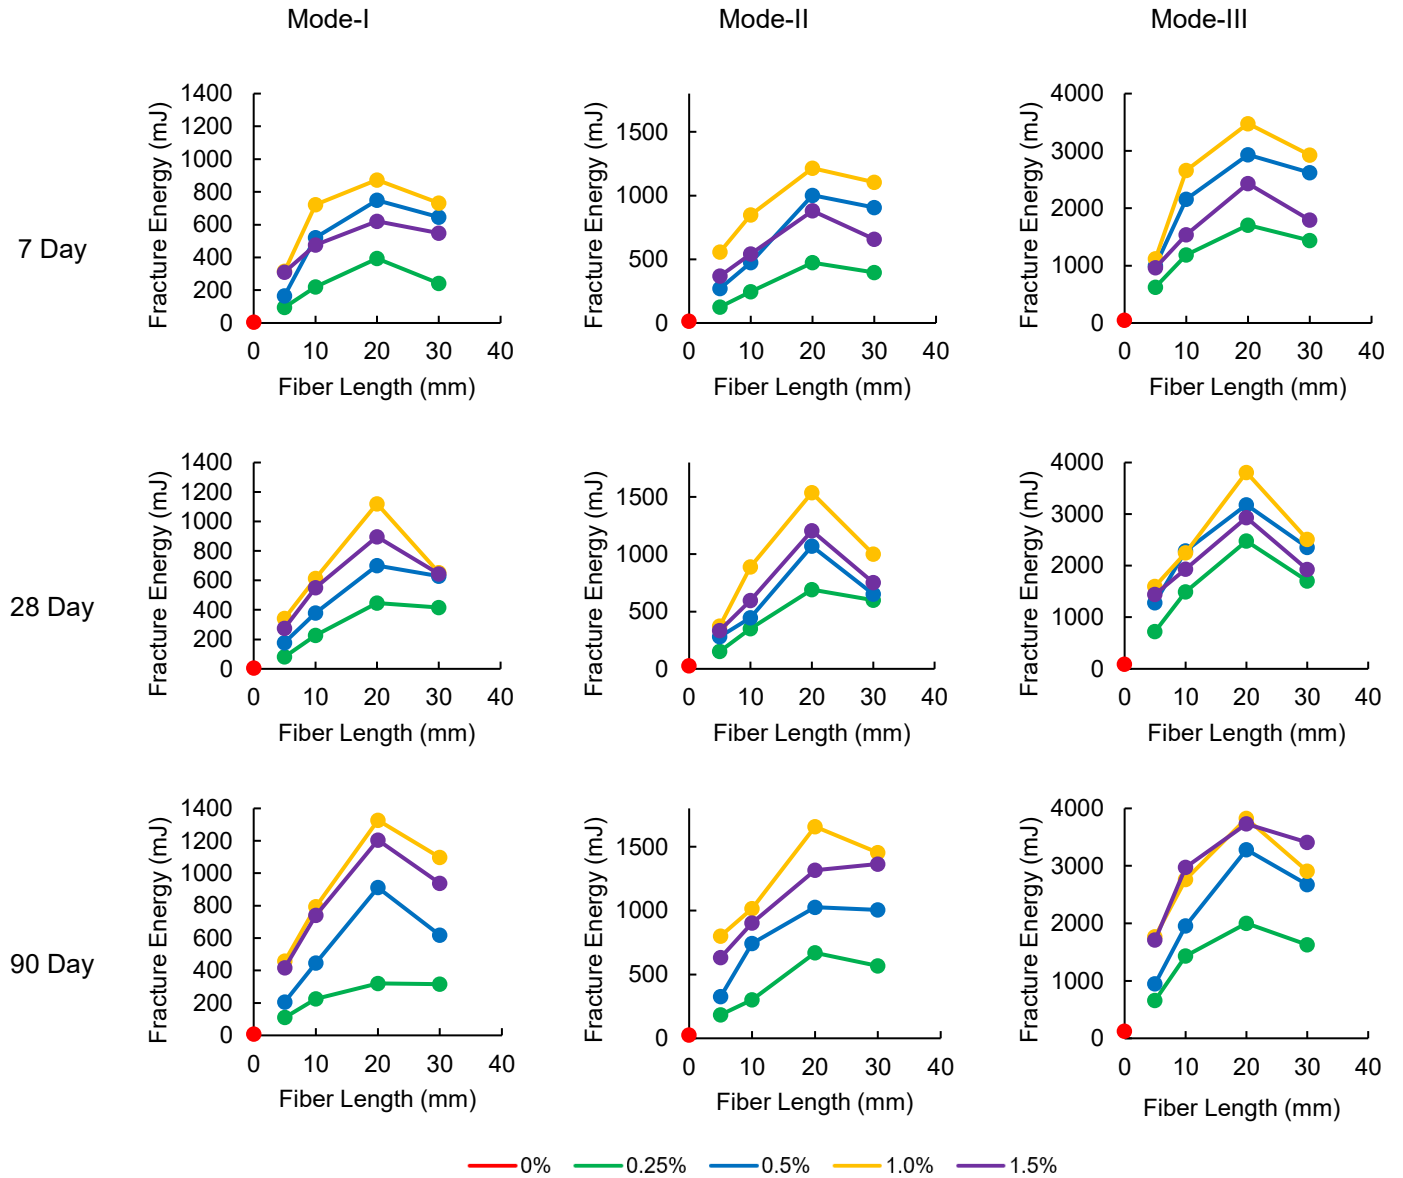 Mode-I Mode-II Mode-III
7 Day
Fracture Energy (mJ)
1400
1200
1000
800
600
400
200
0
0 10 20 30 40
Fiber Length (mm)
Fracture Energy (mJ)
1500
1000
500
0
0 10 20 30 40
Fiber Length (mm)
Fracture Energy (mJ)
4000
3000
2000
1000
0
0 10 20 30 40
Fiber Length (mm)
28 Day
Fracture Energy (mJ)
1400
1200
1000
800
600
400
200
0
0 10 20 30 40
Fiber Length (mm)
Fracture Energy (mJ)
1500
1000
500
0
0 10 20 30 40
Fiber Length (mm)
Fracture Energy (mJ)
4000
3000
2000
1000
0
0 10 20 30 40
Fiber Length (mm)
90 Day
Fracture Energy (mJ)
1400
1200
1000
800
600
400
200
0
0 10 20 30 40
Fiber Length (mm)
Fracture Energy (mJ)
1500
1000
500
0
0 10 20 30 40
Fiber Length (mm)
Fracture Energy (mJ)
4000
3000
2000
1000
0
0 10 20 30 40
Fiber Length (mm)
0% 0.25% 0.5% 1.0% 1.5%